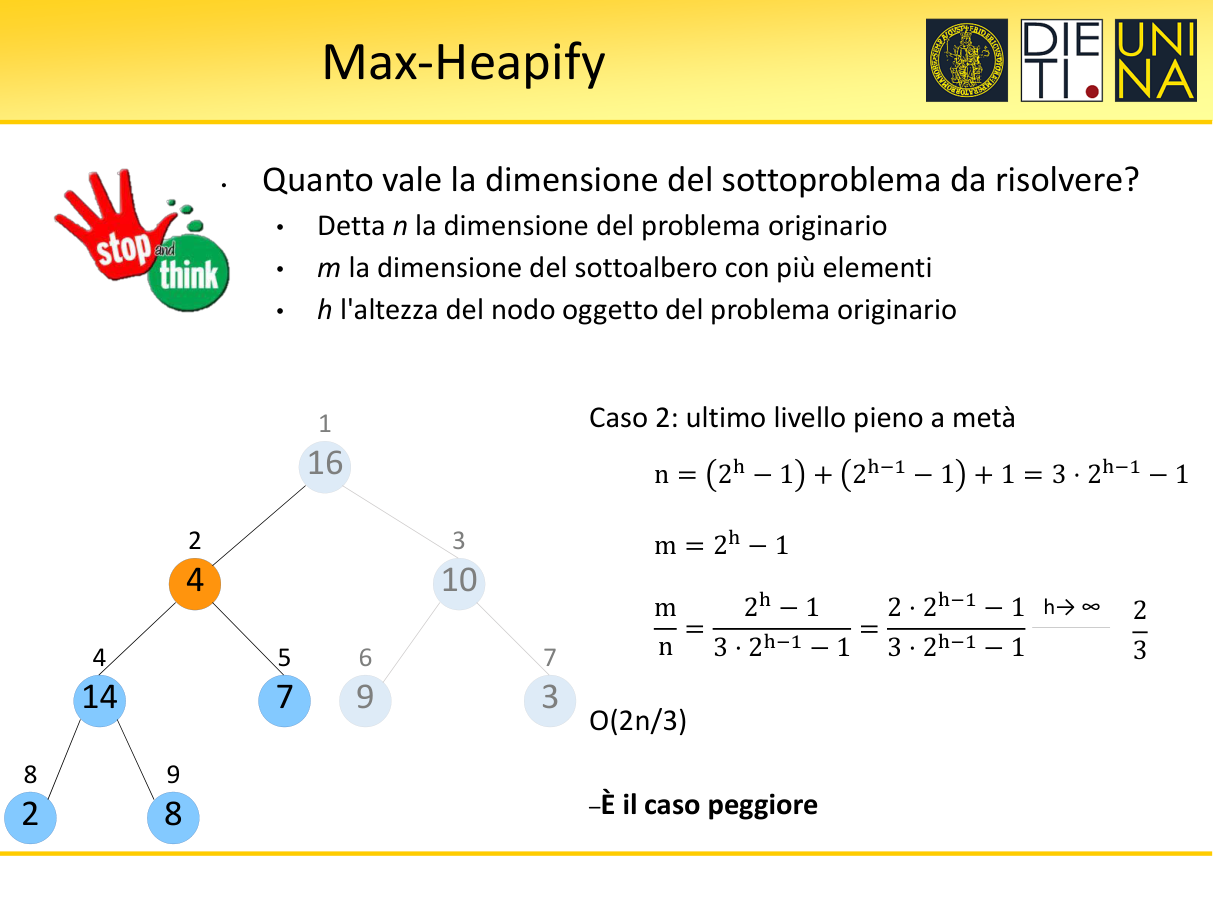 Max-Heapify
DIE
TI.
UNI
NA
stop and
think
• Quanto vale la dimensione del sottoproblema da risolvere?
• Detta n la dimensione del problema originario
• m la dimensione del sottoalbero con più elementi
• h l'altezza del nodo oggetto del problema originario
Caso 2: ultimo livello pieno a metà
n = (2^h − 1) + (2^{h−1} − 1) + 1 = 3 · 2^{h−1} − 1
m = 2^h − 1
m/n = (2^h − 1)/(3 · 2^{h−1} − 1) = (2 · 2^{h−1} − 1)/(3 · 2^{h−1} − 1) h→ ∞ 2/3
O(2n/3)
–È il caso peggiore
1
16
2 3
4 10
4 5 6 7
14 7 9 3
8 9
2 8